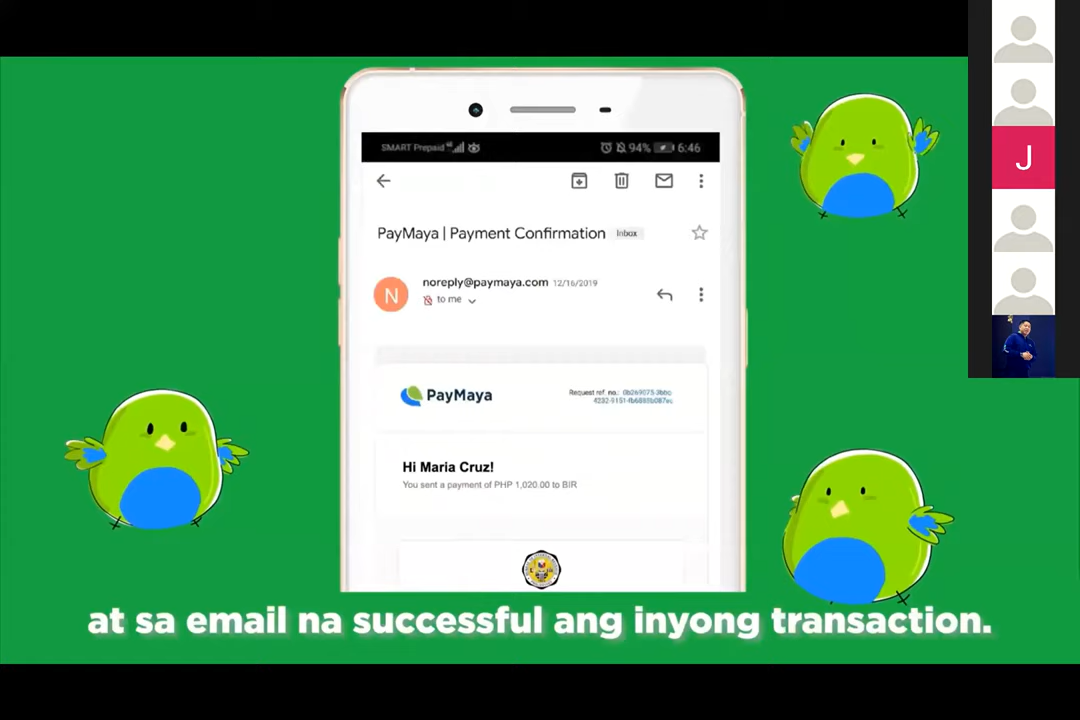 SMART Prepaid
94% 6:46
PayMaya | Payment Confirmation Inbox
N
noreply@paymaya.com 12/16/2019
to me
PayMaya
Request ref. no.:
Hi Maria Cruz!
You sent a payment of PHP 1,020.00 to BIR
at sa email na successful ang inyong transaction.
J